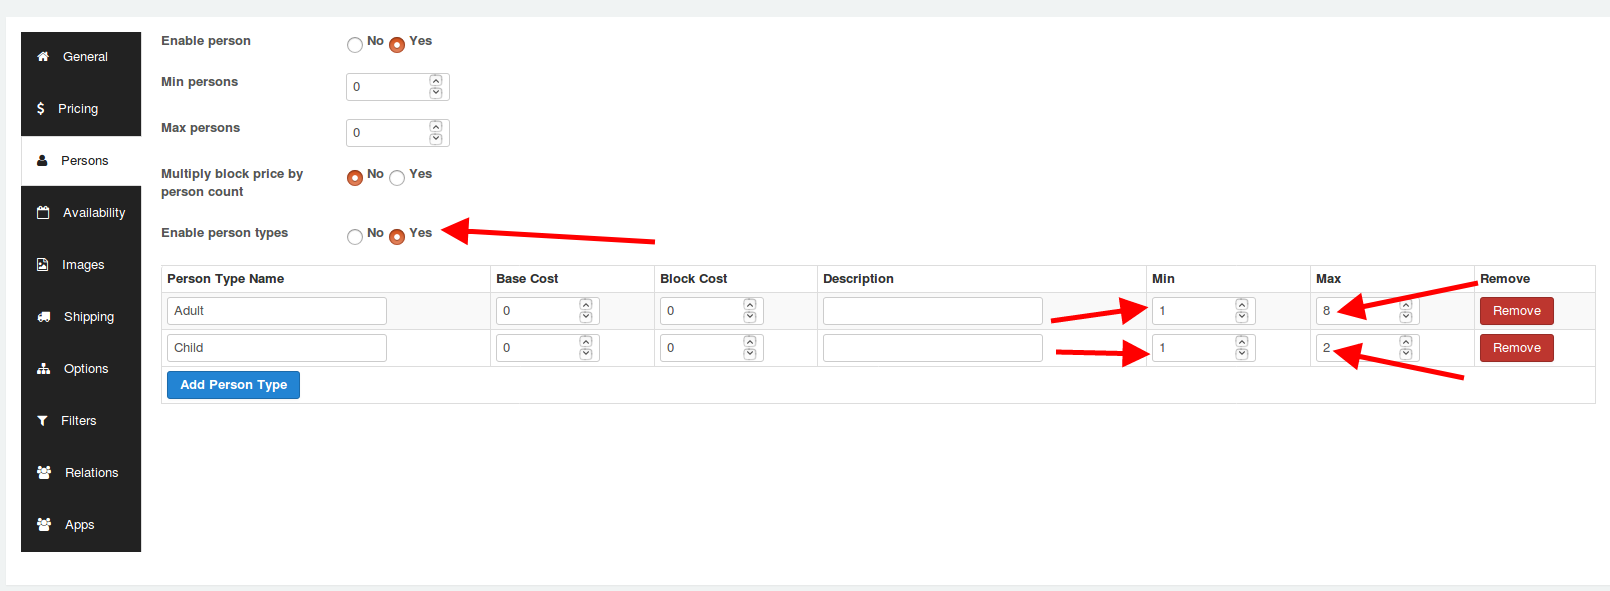 General
Pricing
Persons
Availability
Images
Shipping
Options
Filters
Relations
Apps
Enable person No Yes
Min persons 0
Max persons 0
Multiply block price by
person count No Yes
Enable person types No Yes
Person Type Name Base Cost Block Cost Description Min Max Remove
Adult 0 0 1 8 Remove
Child 0 0 1 2 Remove
Add Person Type